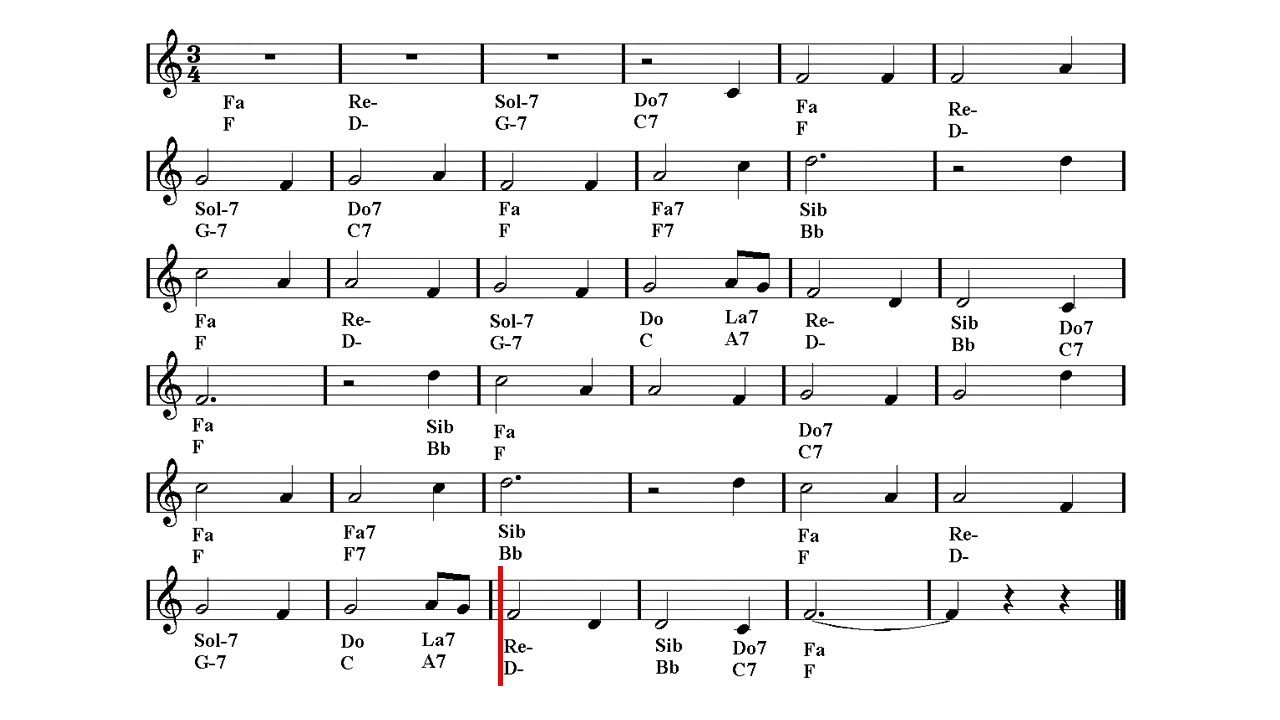 3
4
Fa Re- Sol-7 Do7 Fa Re-
F D- G-7 C7 F D-
Sol-7 Do7 Fa Fa7 Sib
G-7 C7 F F7 Bb
Fa Re- Sol-7 Do La7 Re- Sib Do7
F D- G-7 C A7 D- Bb C7
Fa Sib Fa Do7
F Bb F C7
Fa Fa7 Sib Fa Re-
F F7 Bb F D-
Sol-7 Do La7 Re- Sib Do7 Fa
G-7 C A7 D- Bb C7 F